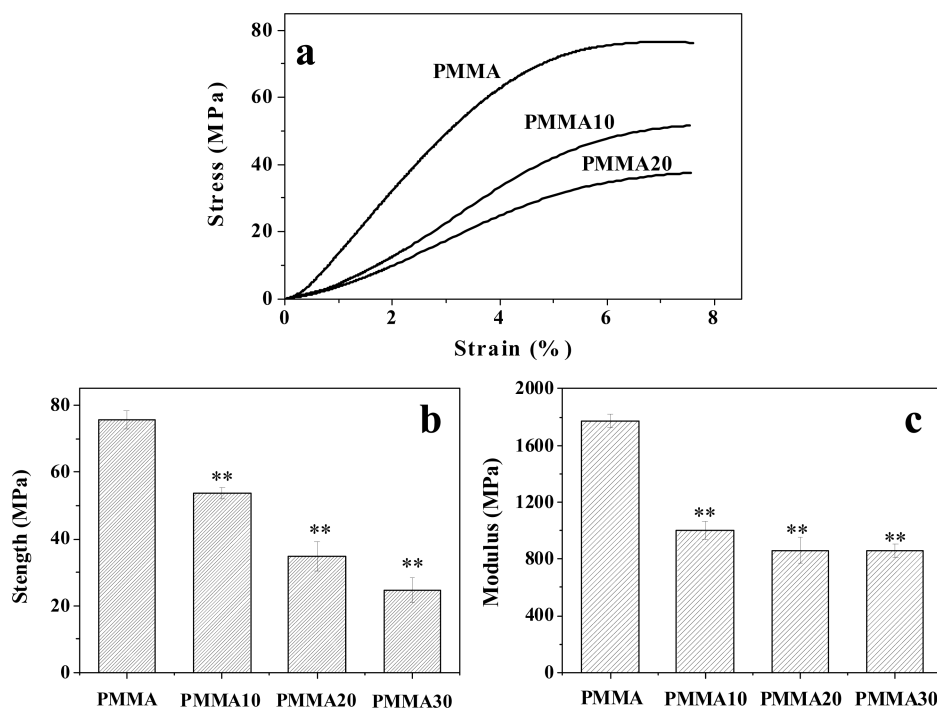 80
a
PMMA
60
PMMA10
40
PMMA20
20
0
0 2 4 6 8
Stress (MPa)
Strain (%)
80
b
60
**
40
**
**
20
0
Stength (MPa)
PMMA PMMA10 PMMA20 PMMA30
2000
c
1600
1200
**
**
**
800
400
0
Modulus (MPa)
PMMA PMMA10 PMMA20 PMMA30